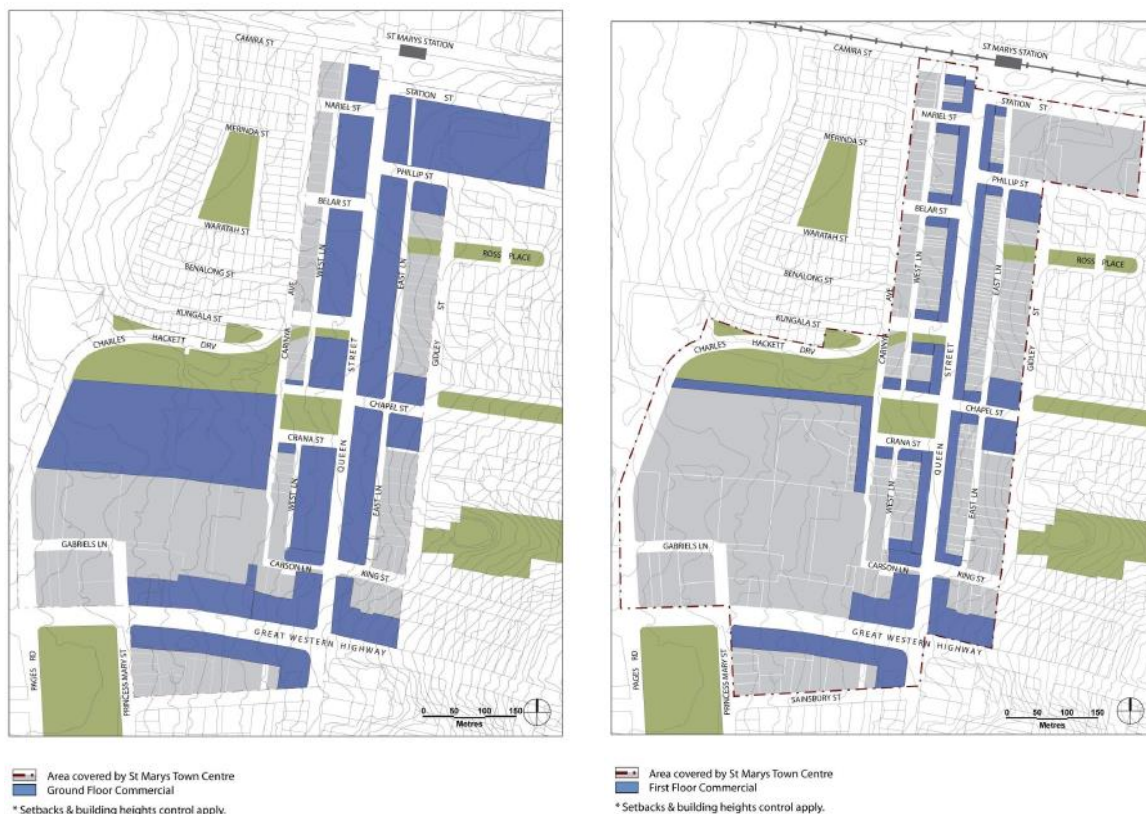 ST MARYS STATION
CAMIRA ST
STATION ST
NARIEL ST
MERINDA ST
PHILLIP ST
BELAR ST
WARATAH ST
WEST LN
EAST LN
ROSS PLACE
BENALONG ST
AVE
ST
KUNGALA ST
CHARLES HACKETT DRV
CARINYA
STREET
GIDLEY
CHAPEL ST
CRANA ST
QUEEN
WEST LN
EAST LN
GABRIELS LN
CARSON LN
KING ST
GREAT WESTERN HIGHWAY
PAGES RD
PRINCESS MARY ST
0 50 100 150
Metres
Area covered by St Marys Town Centre
Ground Floor Commercial
* Setbacks & building heights control apply.
ST MARYS STATION
CAMIRA ST
STATION ST
NARIEL ST
MERINDA ST
PHILLIP ST
BELAR ST
WARATAH ST
WEST LN
EAST LN
ROSS PLACE
BENALONG ST
AVE
ST
KUNGALA ST
CHARLES HACKETT DRV
CARINYA
STREET
GIDLEY
CHAPEL ST
CRANA ST
QUEEN
WEST LN
EAST LN
GABRIELS LN
CARSON LN
KING ST
GREAT WESTERN HIGHWAY
PAGES RD
PRINCESS MARY ST
SAINSBURY ST
0 50 100 150
Metres
Area covered by St Marys Town Centre
First Floor Commercial
* Setbacks & building heights control apply.